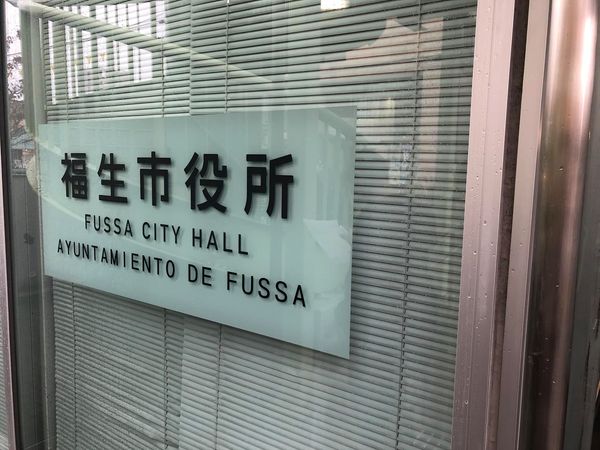 福生市役所
FUSSA CITY HALL
AYUNTAMIENTO DE FUSSA